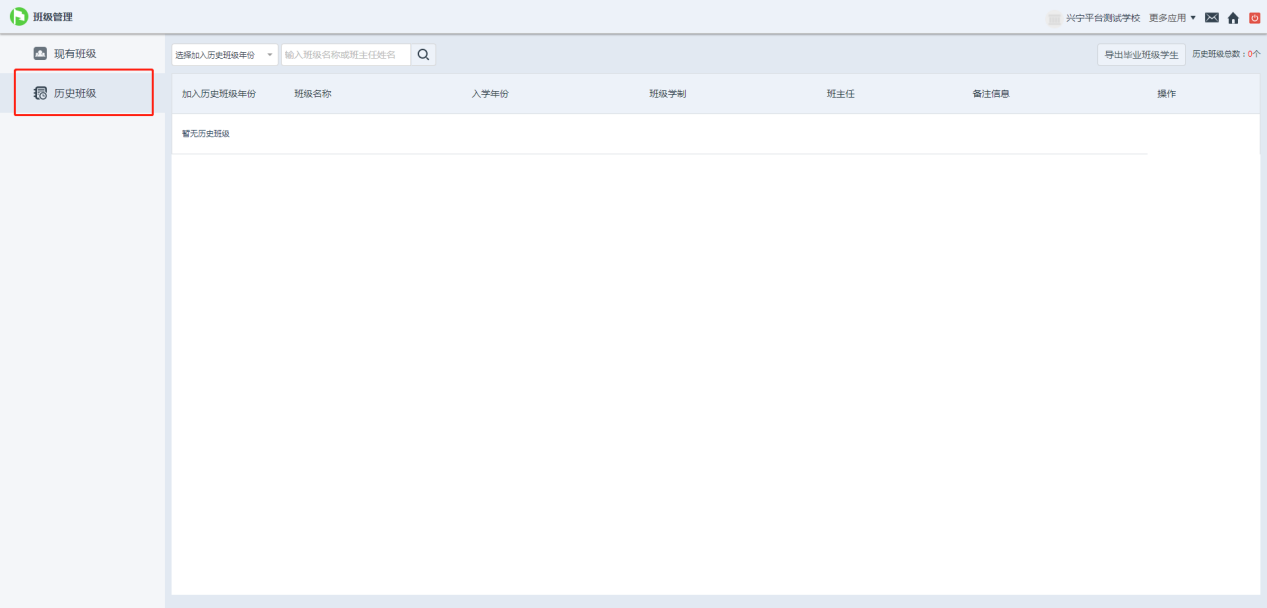 班级管理
兴宁平台测试学校 更多应用
现有班级
历史班级
选择加入历史班级年份 输入班级名称或班主任姓名 导出毕业班级学生 历史班级总数：0个
加入历史班级年份 班级名称 入学年份 班级学制 班主任 备注信息 操作
暂无历史班级